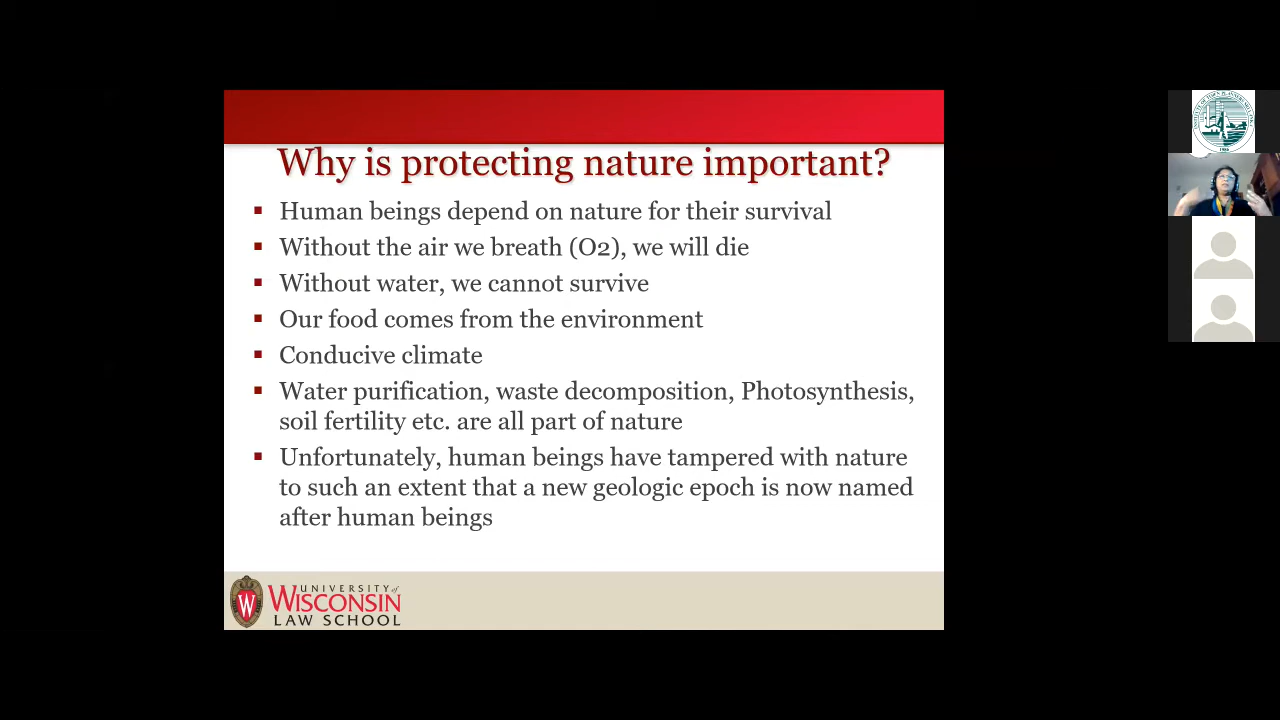 Why is protecting nature important?
Human beings depend on nature for their survival
Without the air we breath (O2), we will die
Without water, we cannot survive
Our food comes from the environment
Conducive climate
Water purification, waste decomposition, Photosynthesis,
soil fertility etc. are all part of nature
Unfortunately, human beings have tampered with nature
to such an extent that a new geologic epoch is now named
after human beings
W
UNIVERSITY of
WISCONSIN
LAW SCHOOL